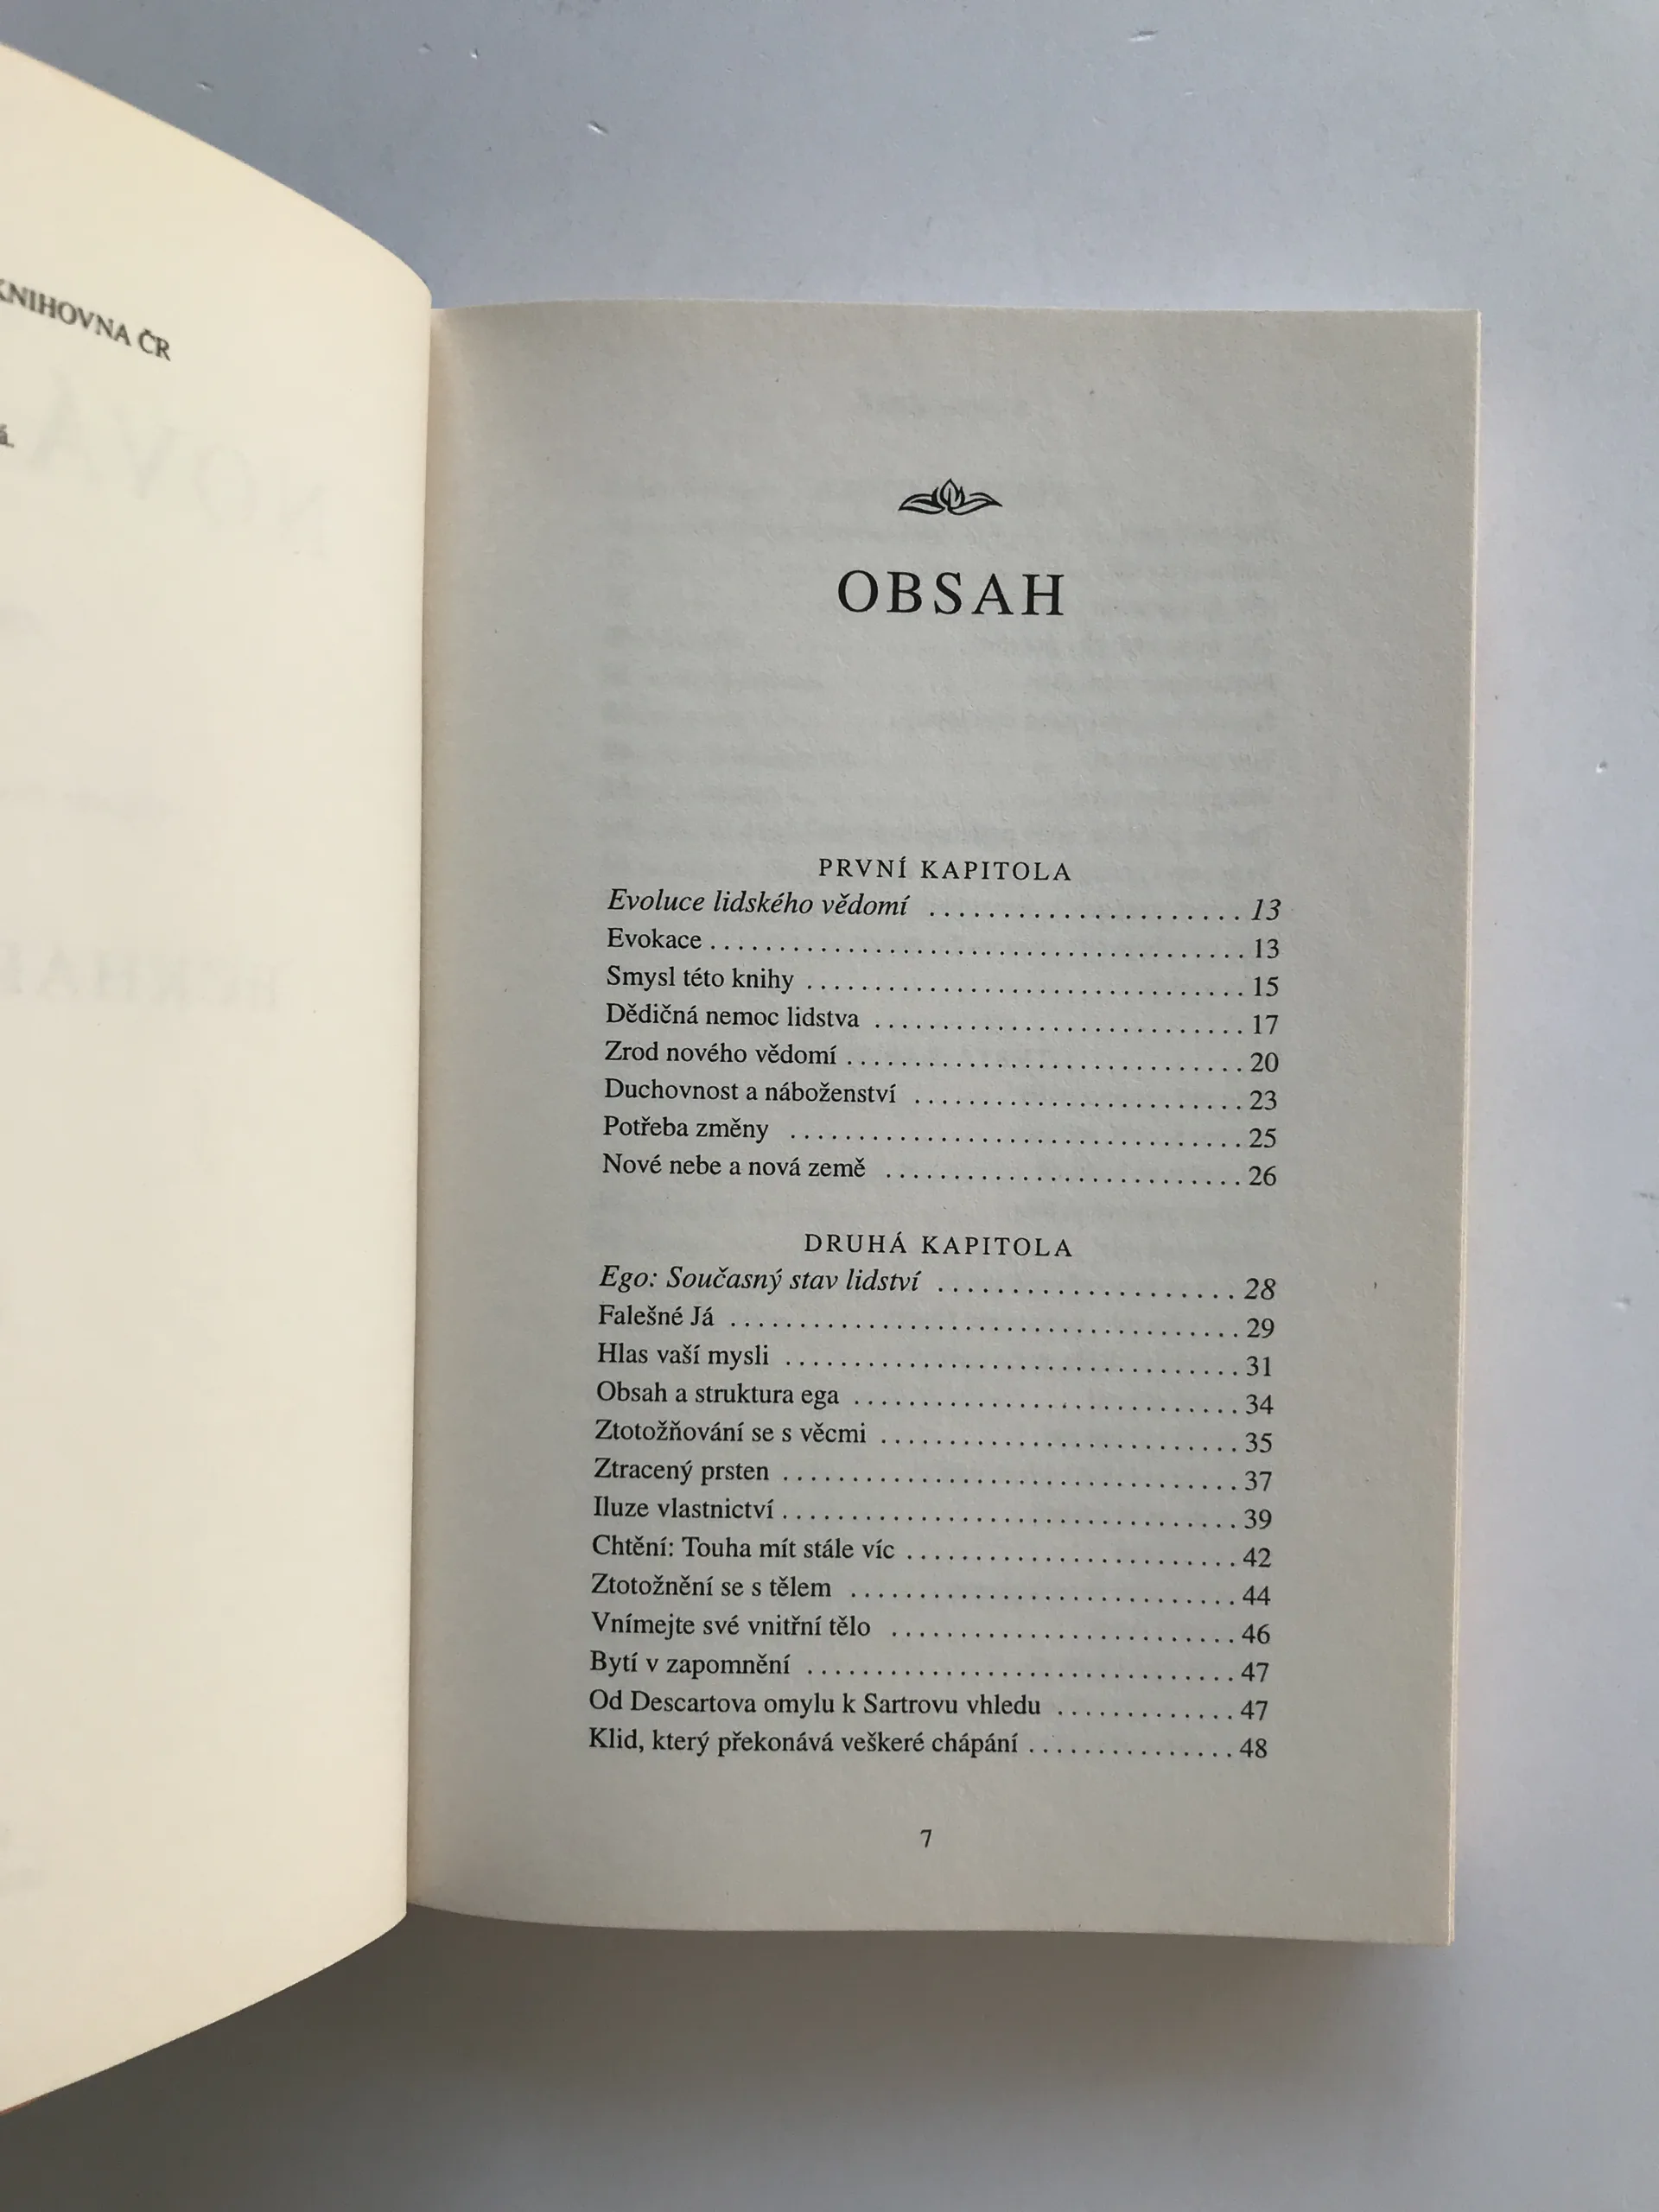 KNIHOVNA ČR
OBSAH
PRVNÍ KAPITOLA
Evoluce lidského vědomí ...................... 13
Evokace ....................................... 13
Smysl této knihy ................................ 15
Dědičná nemoc lidstva ........................... 17
Zrod nového vědomí ............................. 20
Duchovnost a náboženství ........................ 23
Potřeba změny ................................. 25
Nové nebe a nová země .......................... 26
DRUHÁ KAPITOLA
Ego: Současný stav lidství ..................... 28
Falešné Já ...................................... 29
Hlas vaší mysli .................................. 31
Obsah a struktura ega ............................ 34
Ztotožňování se s věcmi .......................... 35
Ztracený prsten ................................. 37
Iluze vlastnictví ................................. 39
Chtění: Touha mít stále víc ........................ 42
Ztotožnění se s tělem ............................ 44
Vnímejte své vnitřní tělo ......................... 46
Bytí v zapomnění ............................... 47
Od Descartova omylu k Sartrovu vhledu ............. 47
Klid, který překonává veškeré chápání ............... 48
7